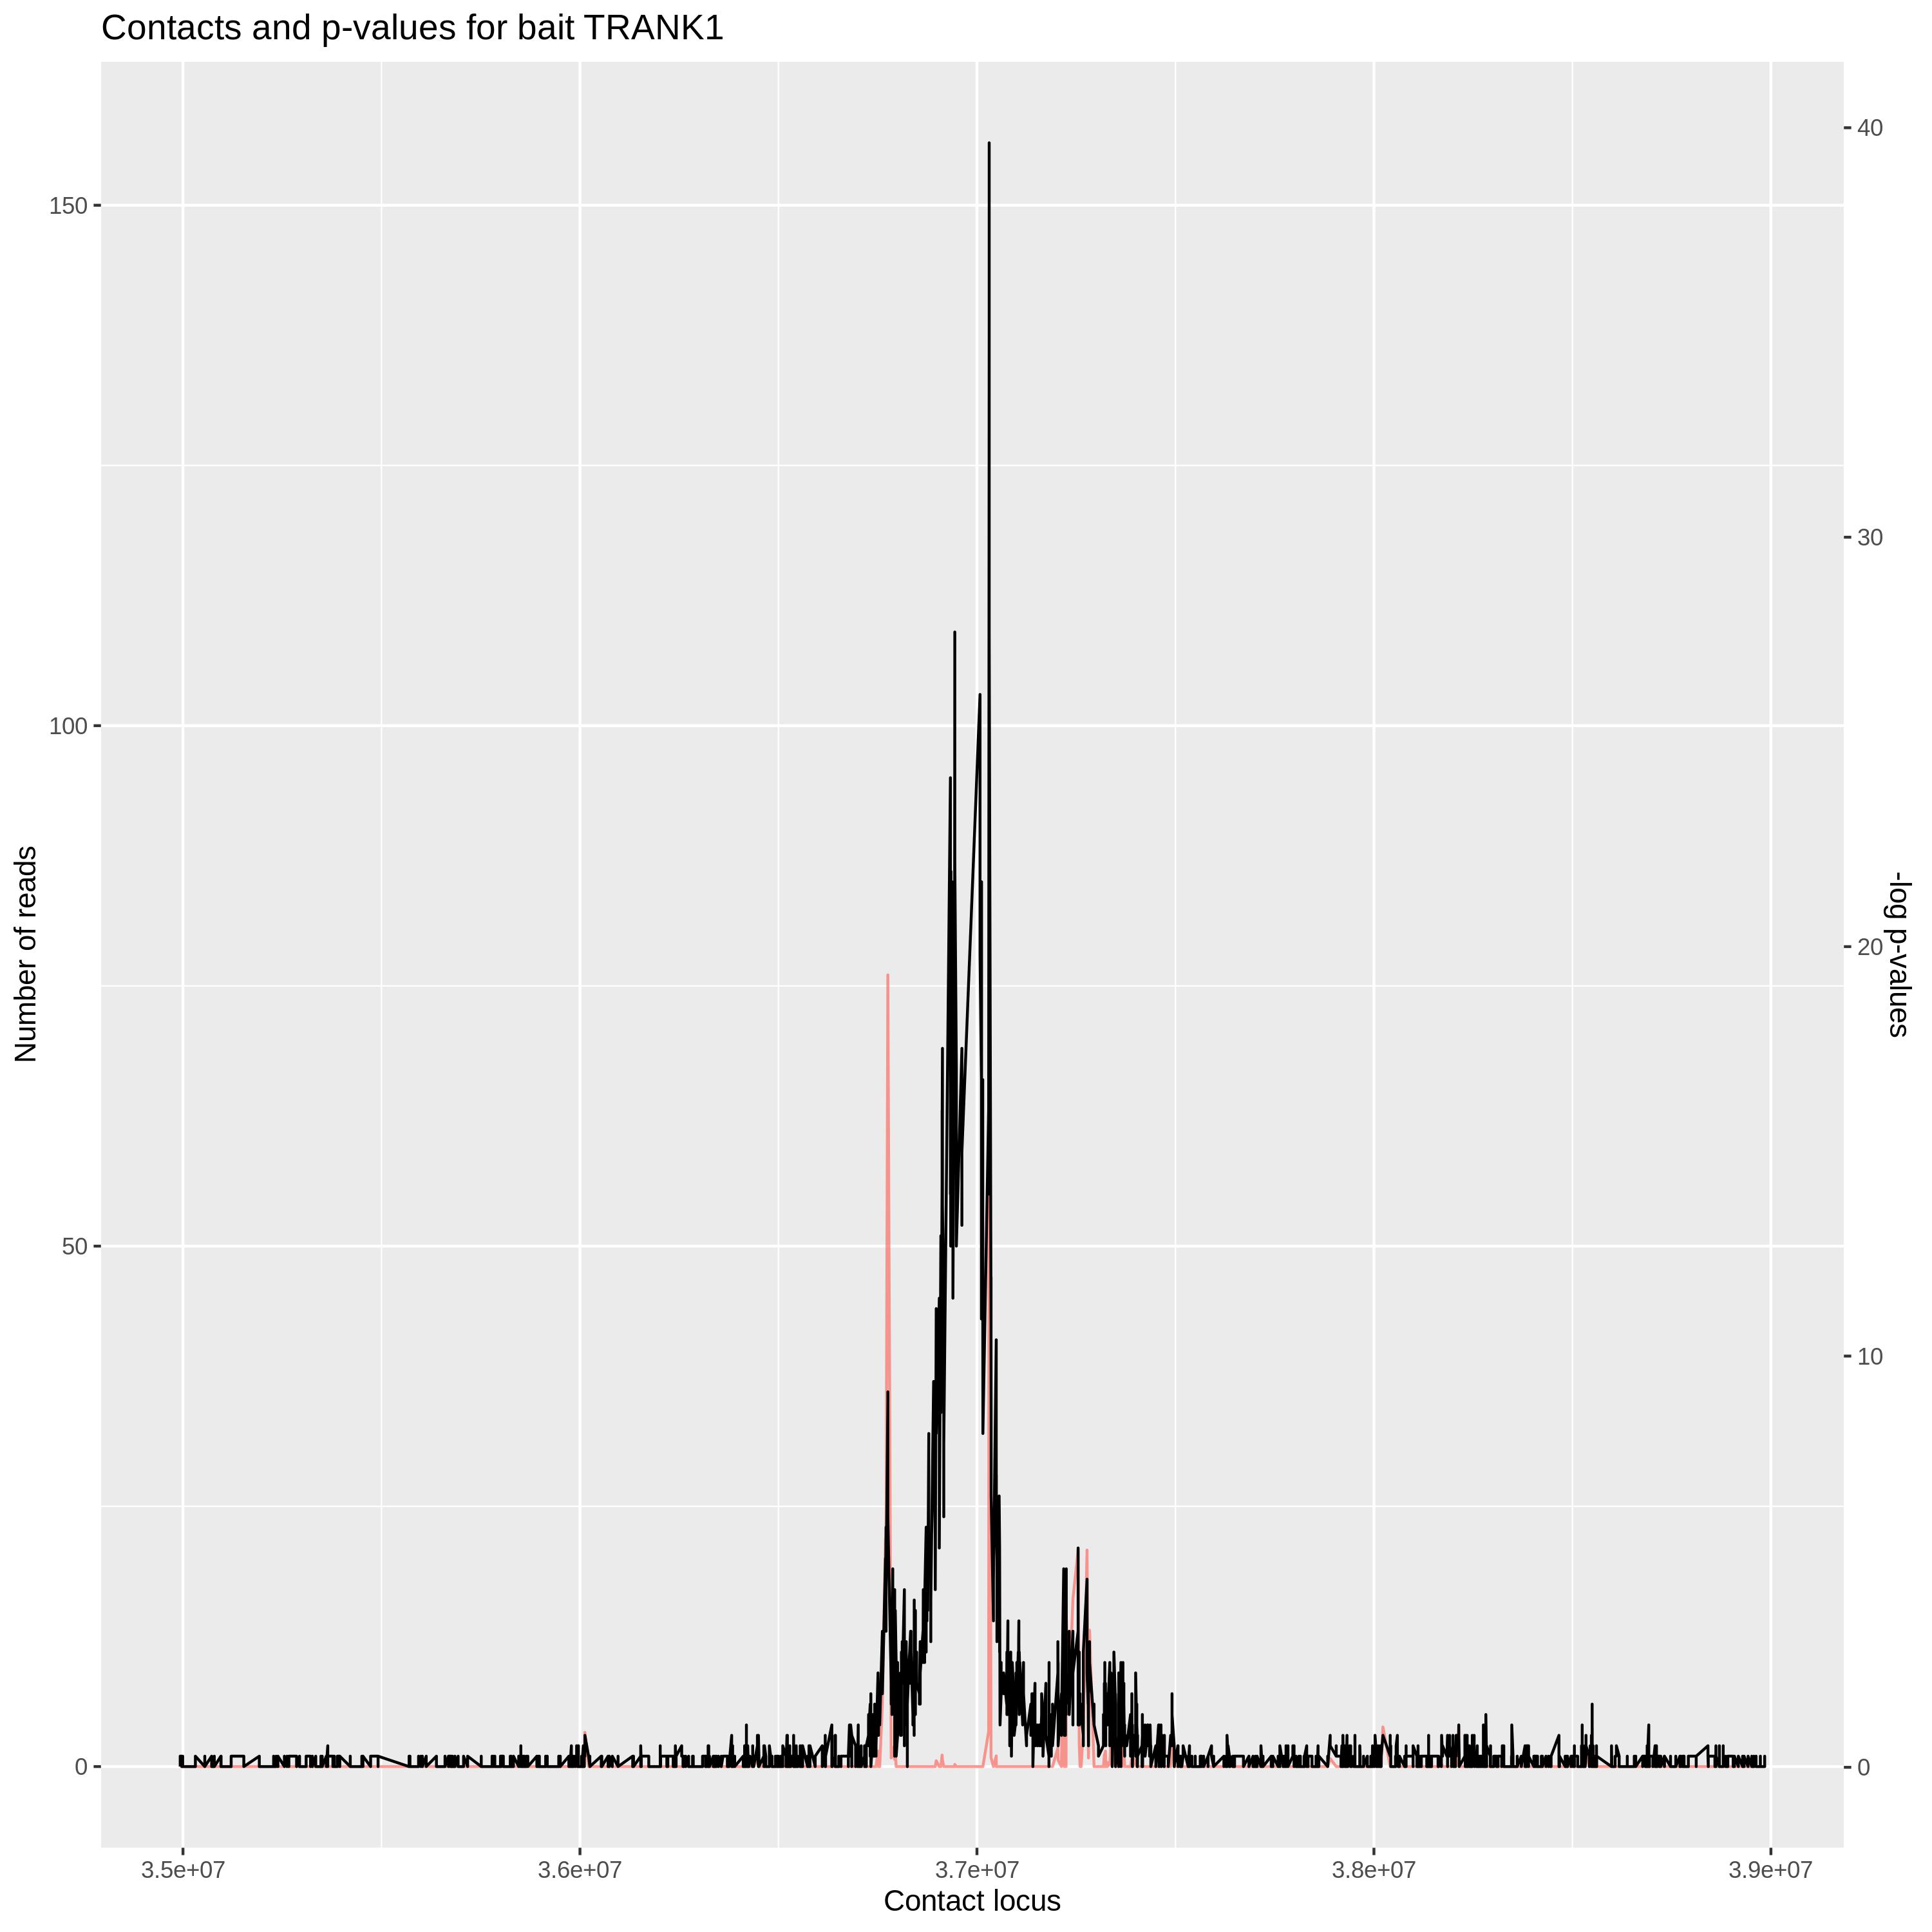 Contacts and p-values for bait TRANK1
150
100
50
0
Number of reads
40
30
20
10
0
-log p-values
3.5e+07 3.6e+07 3.7e+07 3.8e+07 3.9e+07
Contact locus